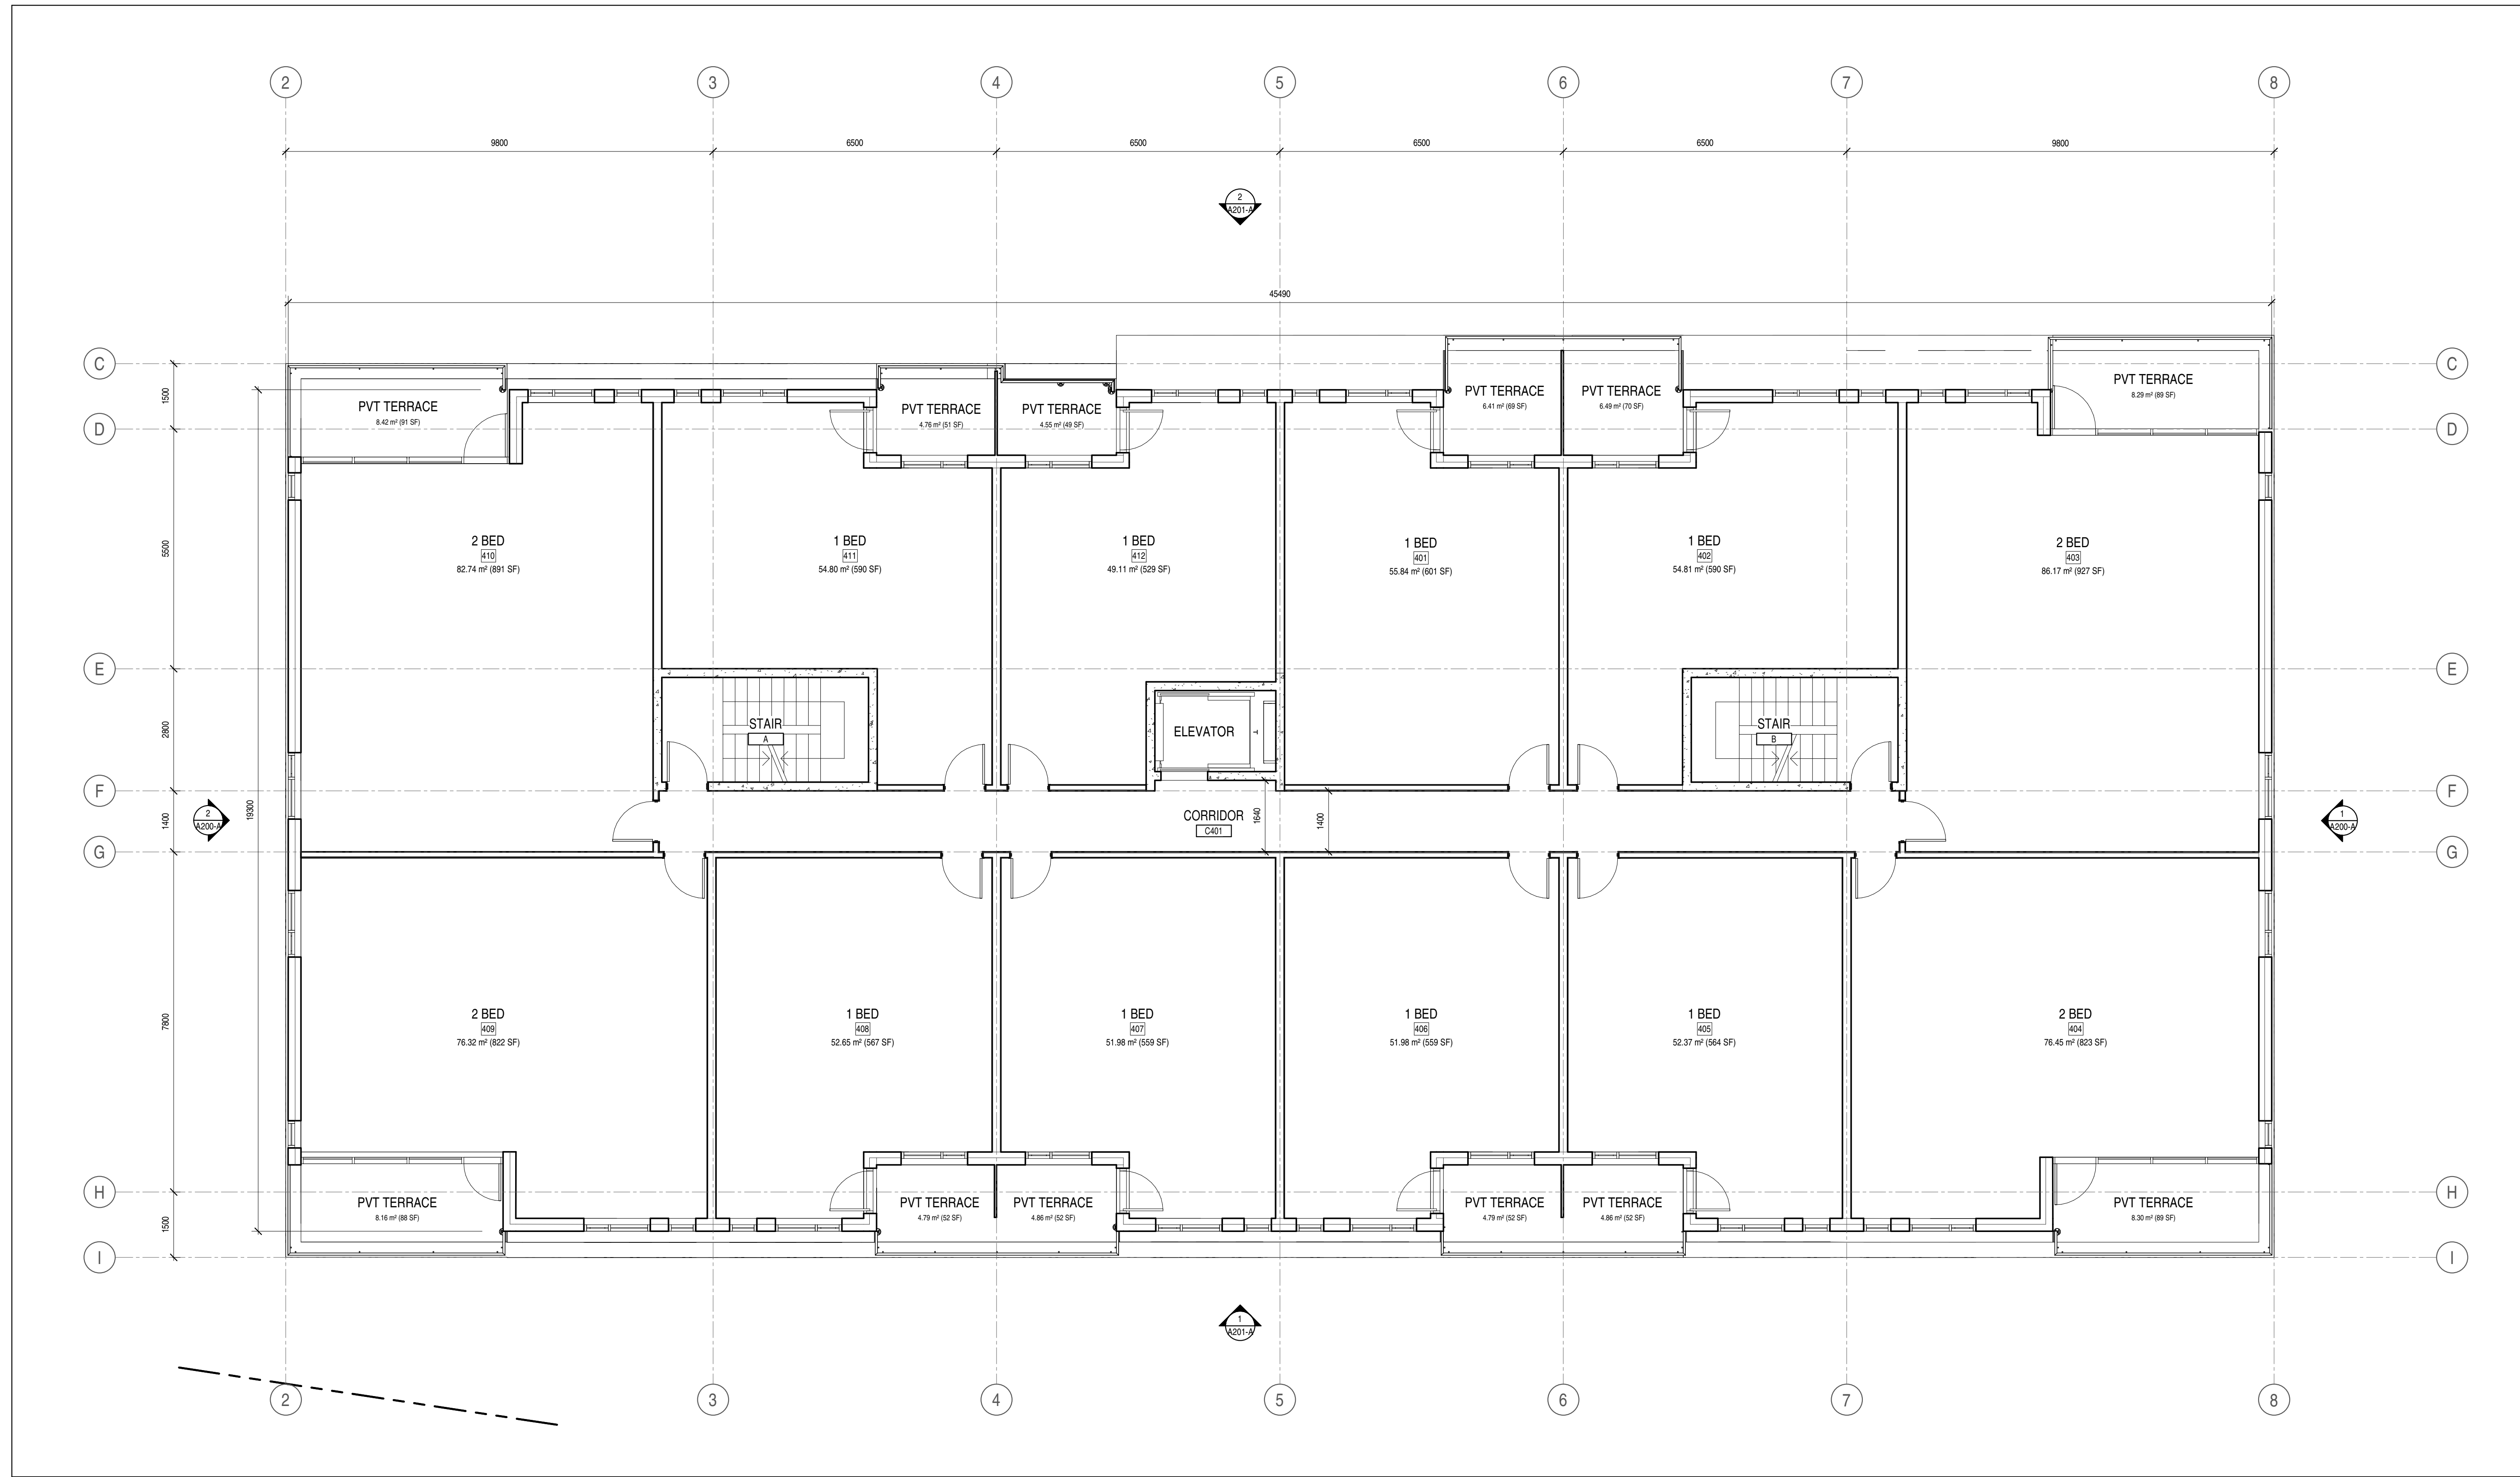 2 3 4 5 6 7 8
9800 6500 6500 6500 6500 9800
2
A201-A
45490
C C
1500
PVT TERRACE
8.42 m² (91 SF)
PVT TERRACE
4.76 m² (51 SF)
PVT TERRACE
4.55 m² (49 SF)
PVT TERRACE
6.41 m² (69 SF)
PVT TERRACE
6.49 m² (70 SF)
PVT TERRACE
8.29 m² (89 SF)
D D
5500
2 BED
410
82.74 m² (891 SF)
1 BED
411
54.80 m² (590 SF)
1 BED
412
49.11 m² (529 SF)
1 BED
401
55.84 m² (601 SF)
1 BED
402
54.81 m² (590 SF)
2 BED
403
86.17 m² (927 SF)
E E
2800
STAIR
A
ELEVATOR
STAIR
B
F F
19300
1400
2
A200-A
CORRIDOR
C401
1640
1400
1
A200-A
G G
7800
2 BED
409
76.32 m² (822 SF)
1 BED
408
52.65 m² (567 SF)
1 BED
407
51.98 m² (559 SF)
1 BED
406
51.98 m² (559 SF)
1 BED
405
52.37 m² (564 SF)
2 BED
404
76.45 m² (823 SF)
H H
1500
PVT TERRACE
8.16 m² (88 SF)
PVT TERRACE
4.79 m² (52 SF)
PVT TERRACE
4.86 m² (52 SF)
PVT TERRACE
4.79 m² (52 SF)
PVT TERRACE
4.86 m² (52 SF)
PVT TERRACE
8.30 m² (89 SF)
I I
1
A201-A
2 3 4 5 6 7 8